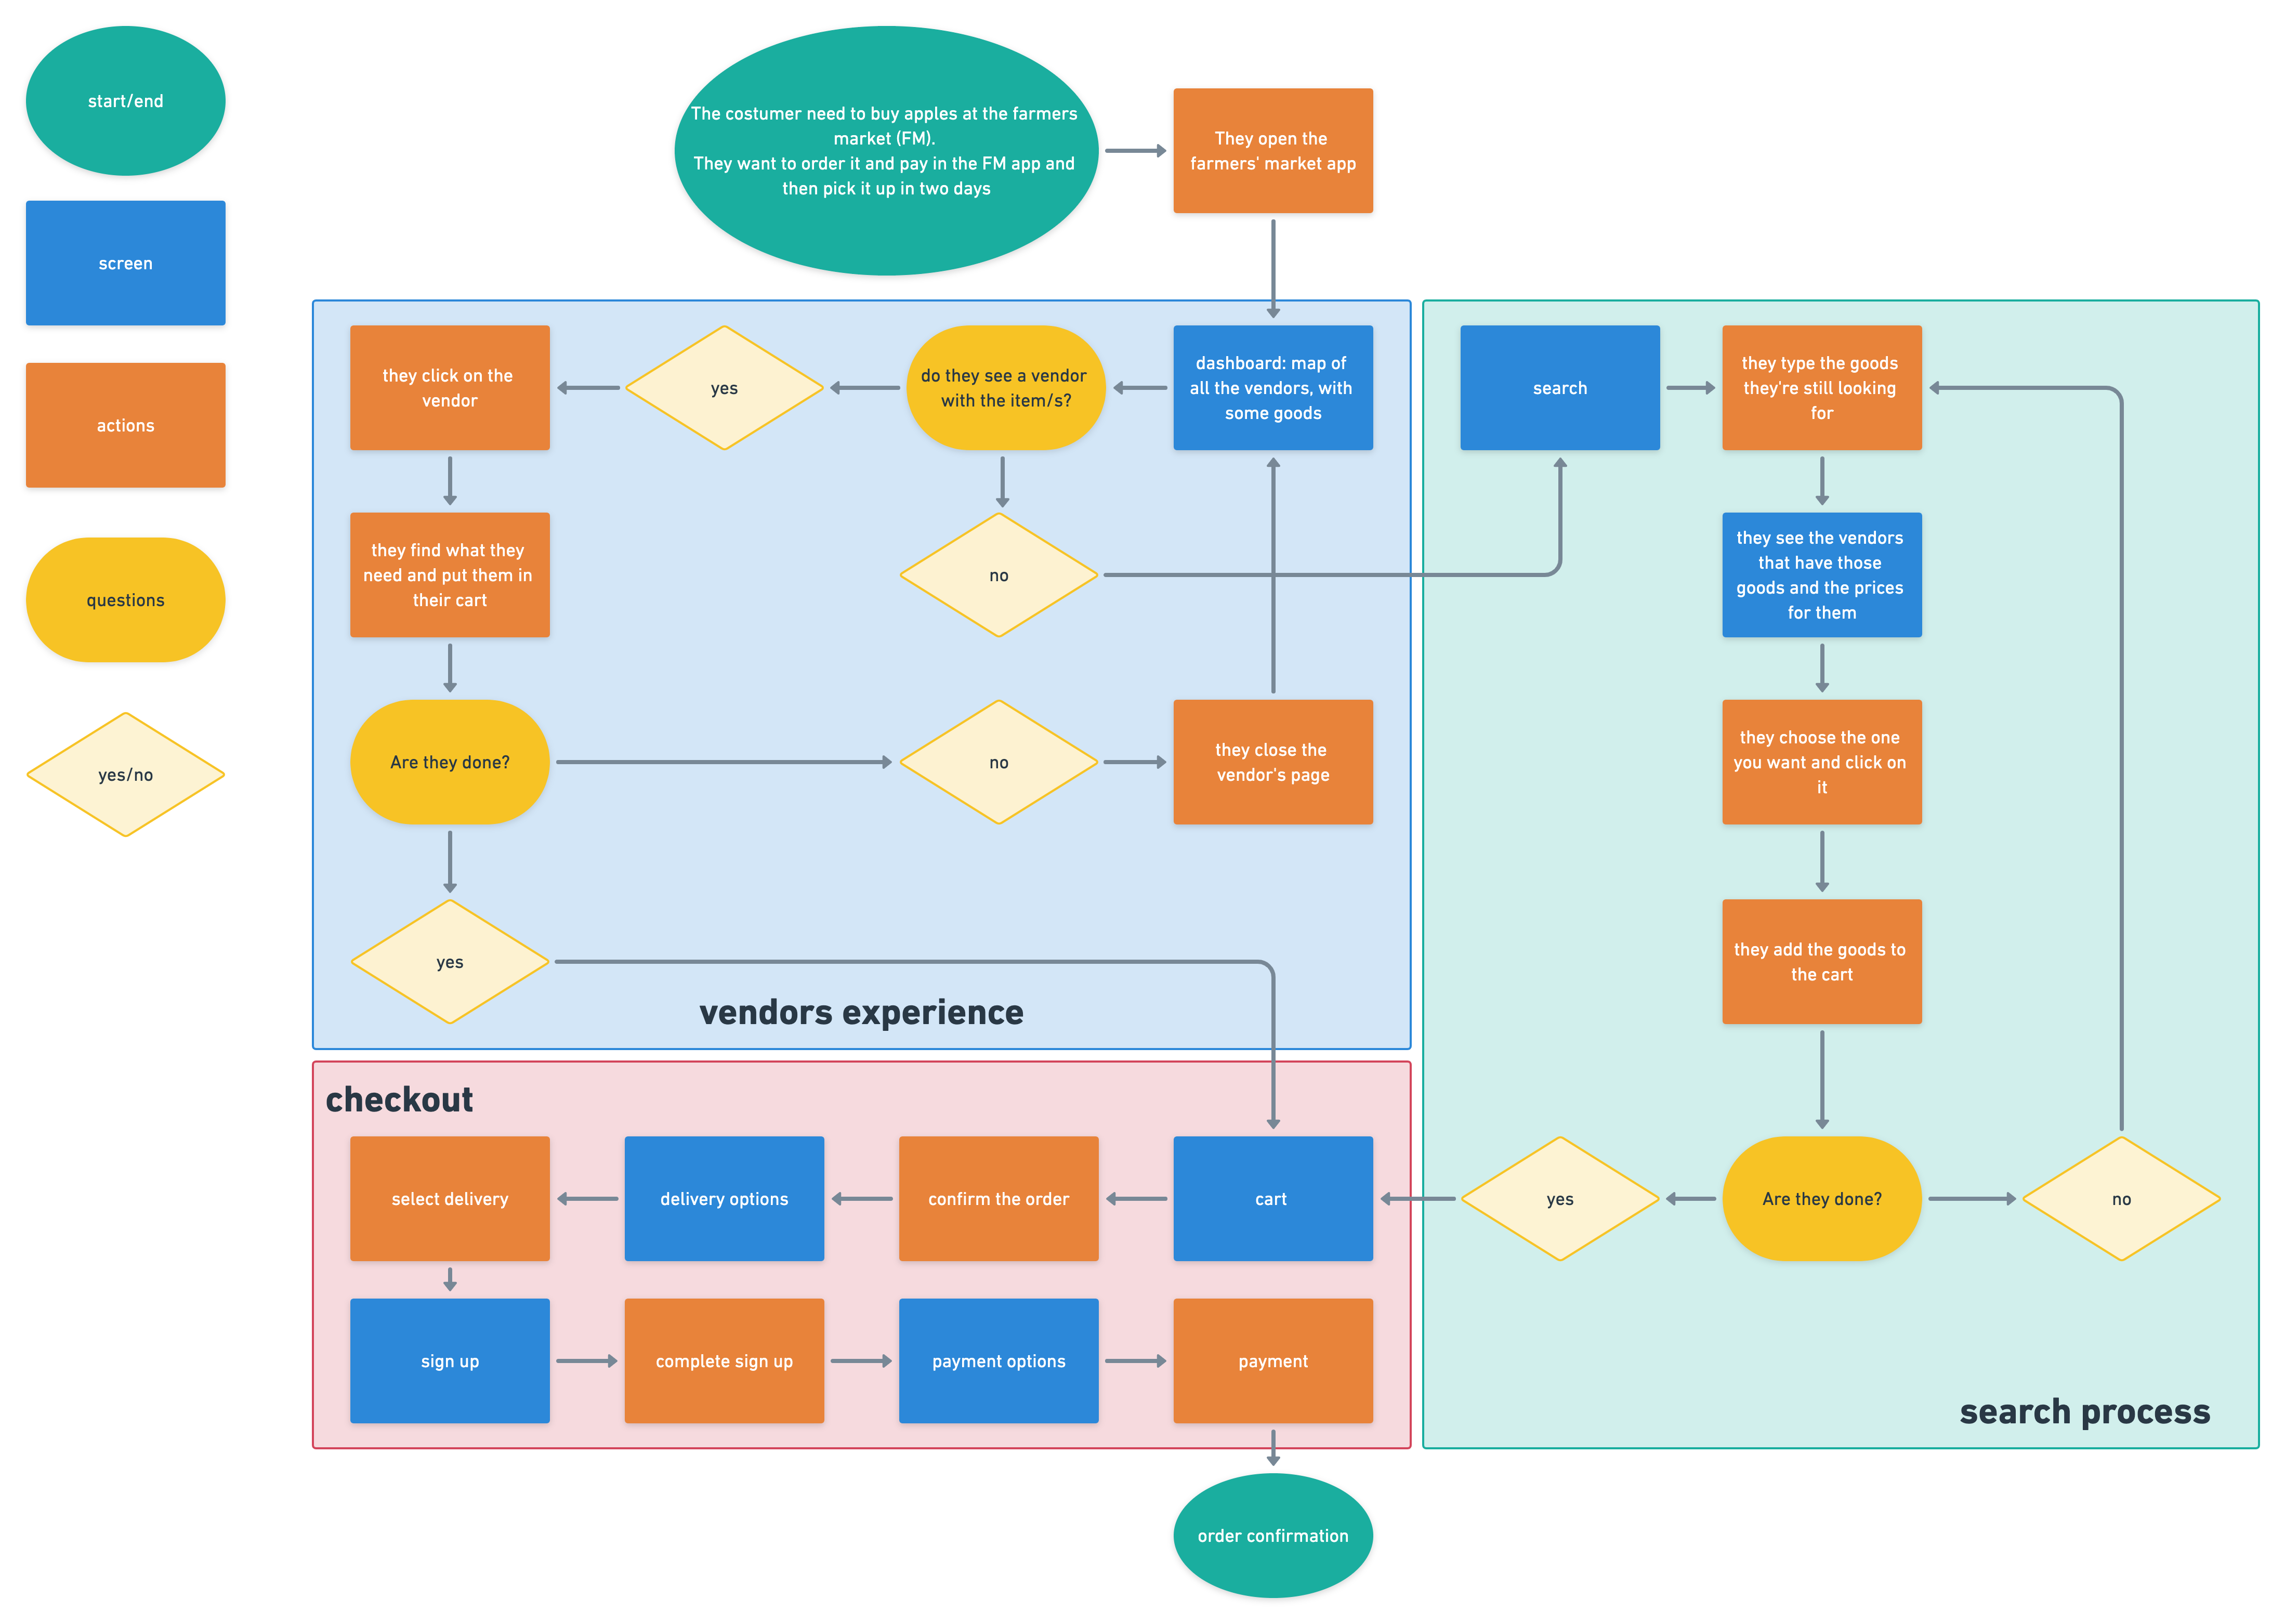 start/end
screen
actions
questions
yes/no
The costumer need to buy apples at the farmers
market (FM).
They want to order it and pay in the FM app and
then pick it up in two days
They open the
farmers' market app
they click on the
vendor
yes
do they see a vendor
with the item/s?
dashboard: map of
all the vendors, with
some goods
they find what they
need and put them in
their cart
no
Are they done?
no
they close the
vendor's page
yes
vendors experience
search
they type the goods
they're still looking
for
they see the vendors
that have those
goods and the prices
for them
they choose the one
you want and click on
it
they add the goods to
the cart
yes
Are they done?
no
search process
checkout
select delivery
delivery options
confirm the order
cart
sign up
complete sign up
payment options
payment
order confirmation